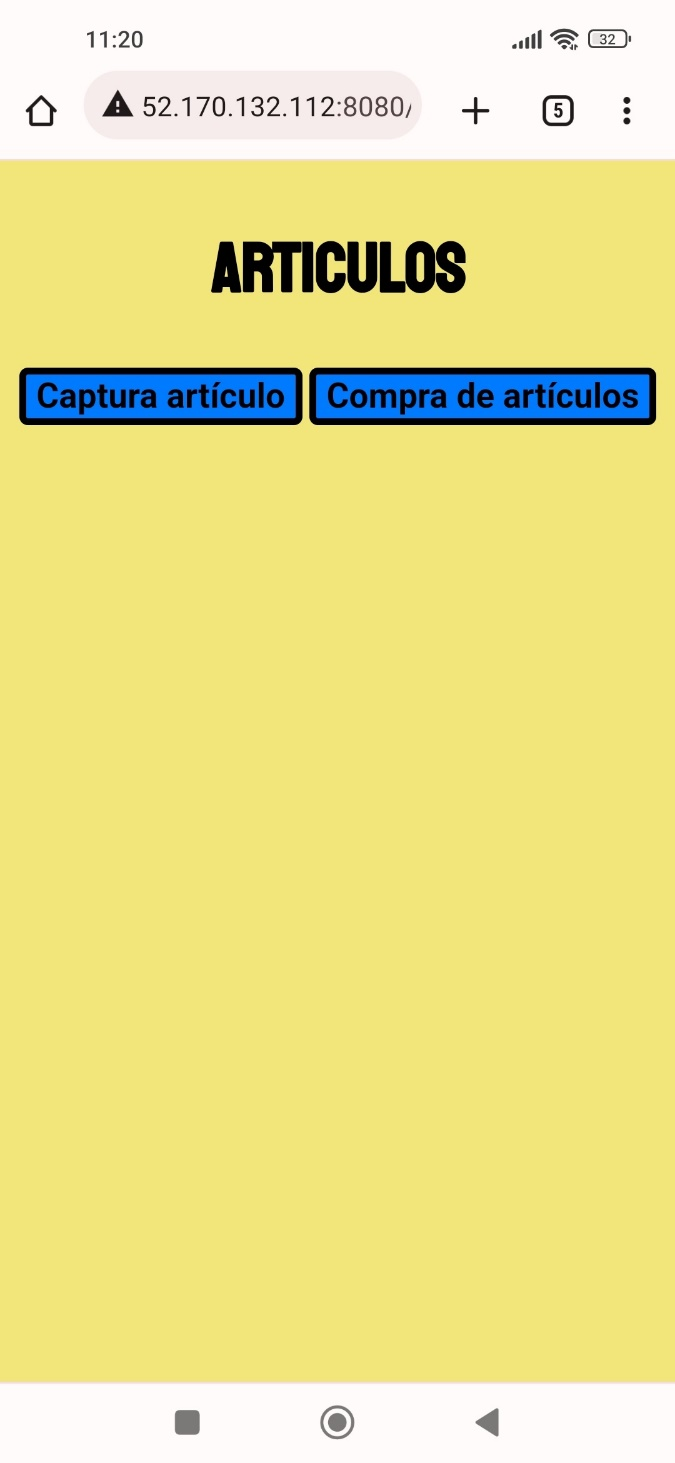 11:20
32
52.170.132.112:8080/
5
ARTICULOS
Captura artículo
Compra de artículos